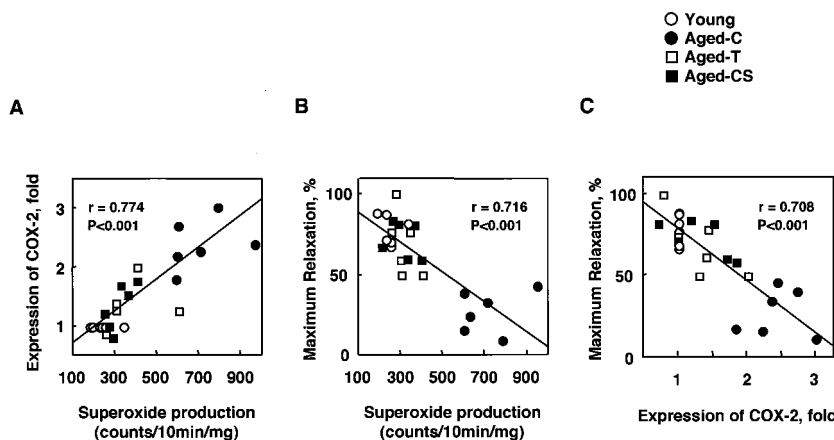 Young
Aged-C
Aged-T
Aged-CS
A
B
C
Expression of COX-2, fold
3
2
1
r = 0.774
P<0.001
100 300 500 700 900
Superoxide production
(counts/10min/mg)
Maximum Relaxation, %
100
50
0
r = 0.716
P<0.001
100 300 500 700 900
Superoxide production
(counts/10min/mg)
Maximum Relaxation, %
100
50
0
r = 0.708
P<0.001
1 2 3
Expression of COX-2, fold